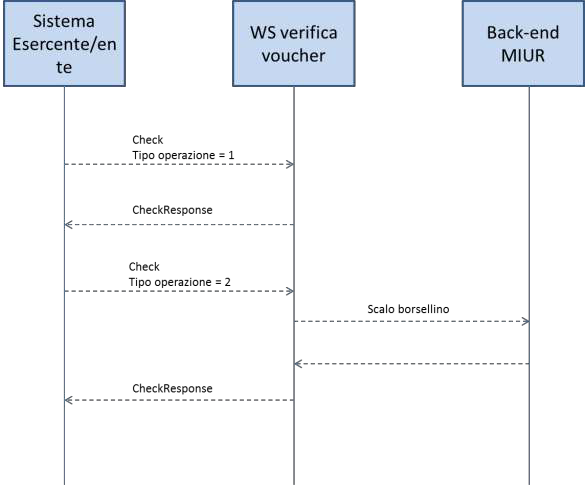 Sistema
Esercente/en
te
WS verifica
voucher
Back-end
MIUR
Check
Tipo operazione = 1
CheckResponse
Check
Tipo operazione = 2
Scalo borsellino
CheckResponse